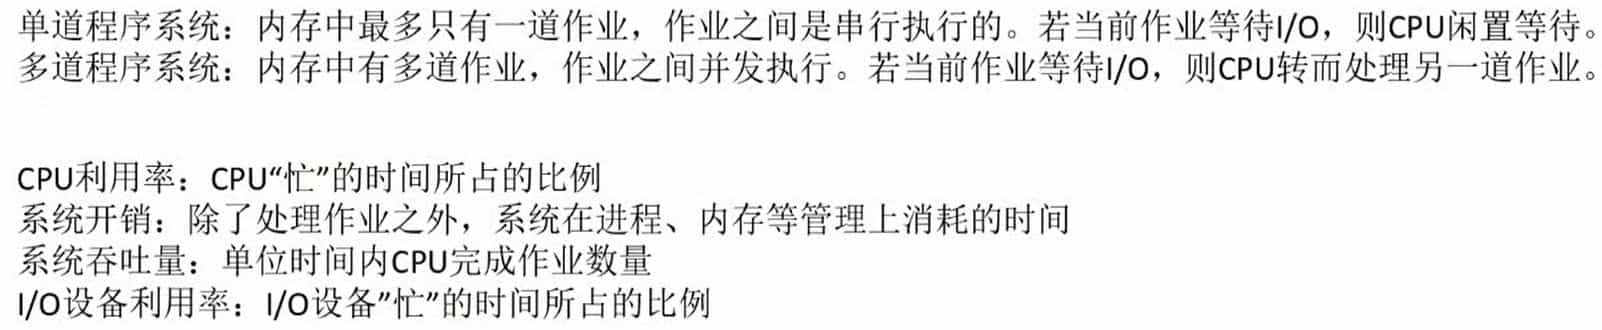 单道程序系统：内存中最多只有一道作业，作业之间是串行执行的。若当前作业等待I/O，则CPU闲置等待。
多道程序系统：内存中有多道作业，作业之间并发执行。若当前作业等待I/O，则CPU转而处理另一道作业。
CPU利用率：CPU“忙”的时间所占的比例
系统开销：除了处理作业之外，系统在进程、内存等管理上消耗的时间
系统吞吐量：单位时间内CPU完成作业数量
I/O设备利用率：I/O设备”忙”的时间所占的比例